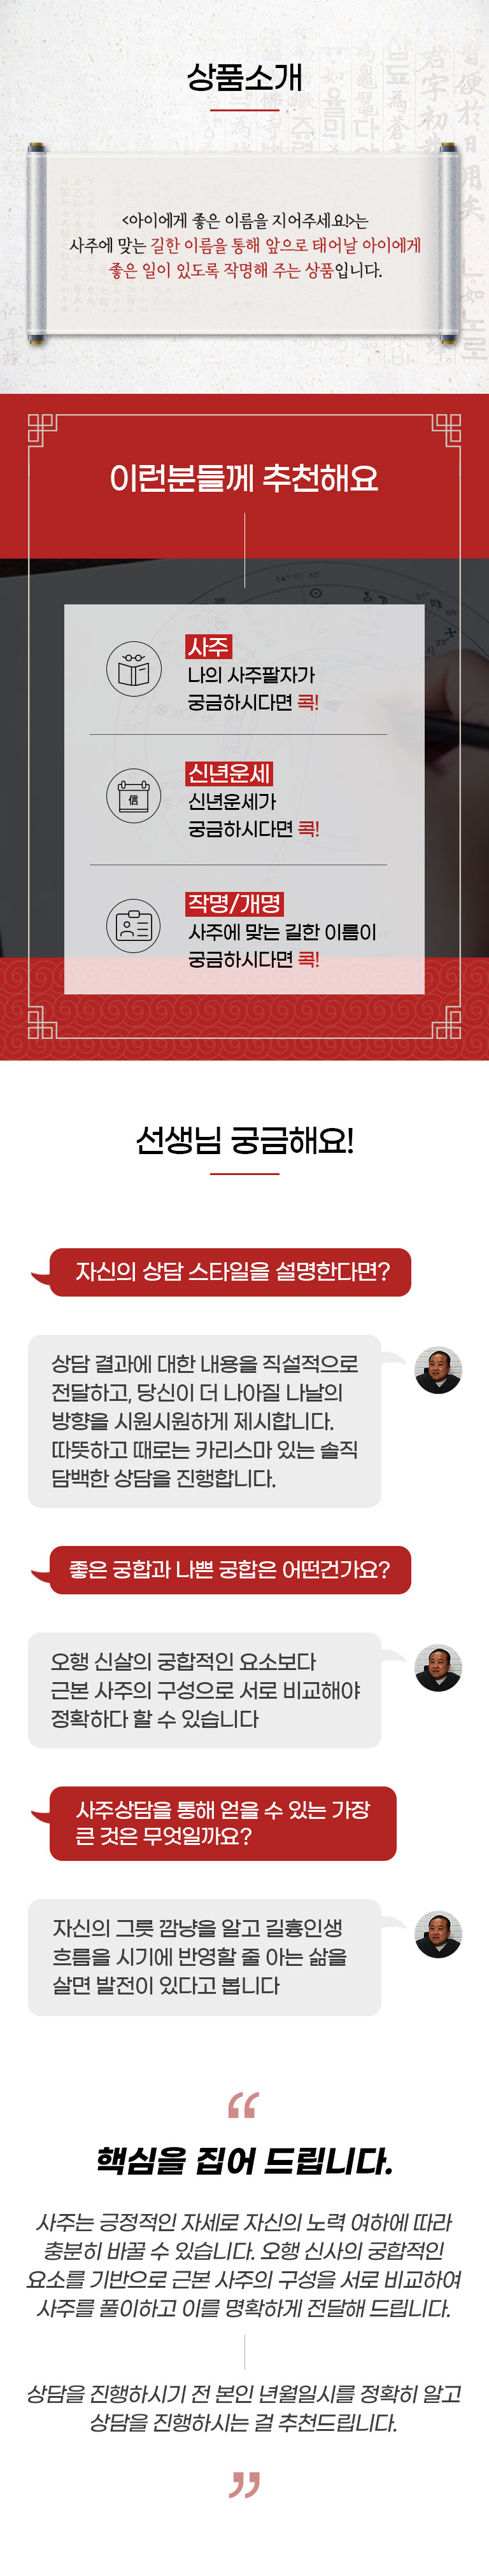 상품소개
<아이에게 좋은 이름을 지어주세요!>는
사주에 맞는 길한 이름을 통해 앞으로 태어날 아이에게
좋은 일이 있도록 작명해 주는 상품입니다.
이런분들께 추천해요
사주
나의 사주팔자가
궁금하시다면 콕!
信
신년운세
신년운세가
궁금하시다면 콕!
작명/개명
사주에 맞는 길한 이름이
궁금하시다면 콕!
선생님 궁금해요!
자신의 상담 스타일을 설명한다면?
상담 결과에 대한 내용을 직설적으로
전달하고, 당신이 더 나아질 나날의
방향을 시원시원하게 제시합니다.
따뜻하고 때로는 카리스마 있는 솔직
담백한 상담을 진행합니다.
좋은 궁합과 나쁜 궁합은 어떤건가요?
오행 신살의 궁합적인 요소보다
근본 사주의 구성으로 서로 비교해야
정확하다 할 수 있습니다
사주상담을 통해 얻을 수 있는 가장
큰 것은 무엇일까요?
자신의 그릇 깜냥을 알고 길흉인생
흐름을 시기에 반영할 줄 아는 삶을
살면 발전이 있다고 봅니다
“
핵심을 집어 드립니다.
사주는 긍정적인 자세로 자신의 노력 여하에 따라
충분히 바꿀 수 있습니다. 오행 신사의 궁합적인
요소를 기반으로 근본 사주의 구성을 서로 비교하여
사주를 풀이하고 이를 명확하게 전달해 드립니다.
상담을 진행하시기 전 본인 년월일시를 정확히 알고
상담을 진행하시는 걸 추천드립니다.
”